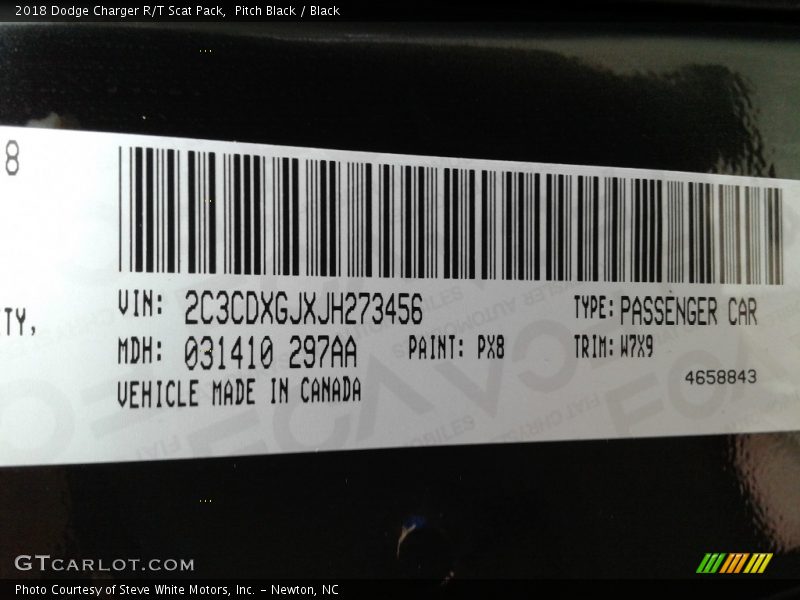 2018 Dodge Charger R/T Scat Pack, Pitch Black / Black
8
TY,
VIN: 2C3CDXGJXJH273456 TYPE: PASSENGER CAR
MDH: 031410 297AA PAINT: PX8 TRIM: W7X9
VEHICLE MADE IN CANADA 4658843
GTCARLOT.COM
Photo Courtesy of Steve White Motors, Inc. - Newton, NC